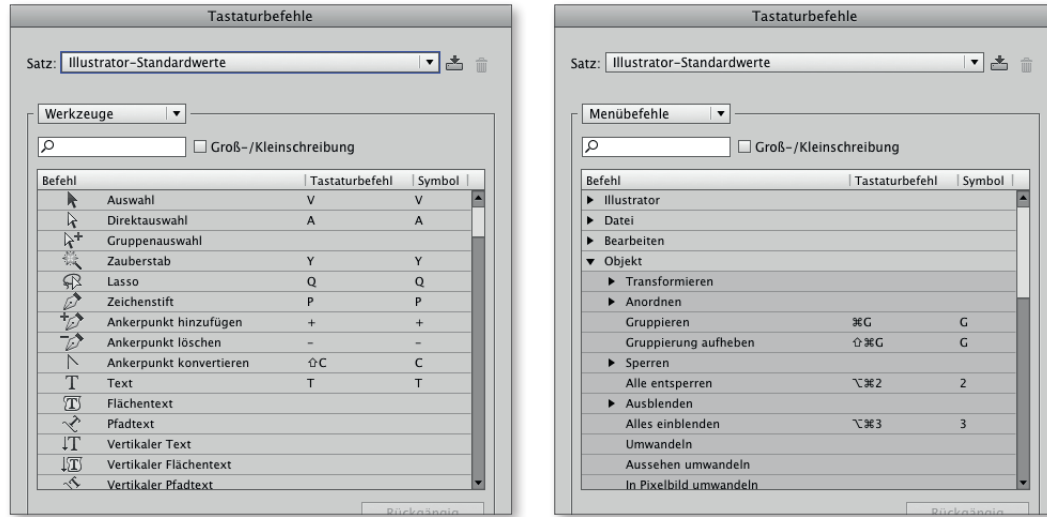 Tastaturbefehle
Satz: Illustrator-Standardwerte
Werkzeuge
Groß-/Kleinschreibung
Befehl Tastaturbefehl Symbol
Auswahl V V
Direktauswahl A A
Gruppenauswahl
Zauberstab Y Y
Lasso Q Q
Zeichenstift P P
Ankerpunkt hinzufügen + +
Ankerpunkt löschen - -
Ankerpunkt konvertieren ⇧C C
Text T T
Flächentext
Pfadtext
Vertikaler Text
Vertikaler Flächentext
Vertikaler Pfadtext
Rückgängig
Tastaturbefehle
Satz: Illustrator-Standardwerte
Menübefehle
Groß-/Kleinschreibung
Befehl Tastaturbefehl Symbol
Illustrator
Datei
Bearbeiten
Objekt
Transformieren
Anordnen
Gruppieren ⌘G G
Gruppierung aufheben ⇧⌘G G
Sperren
Alle entsperren ⌥⌘2 2
Ausblenden
Alles einblenden ⌥⌘3 3
Umwandeln
Aussehen umwandeln
In Pixelbild umwandeln
Rückgängig